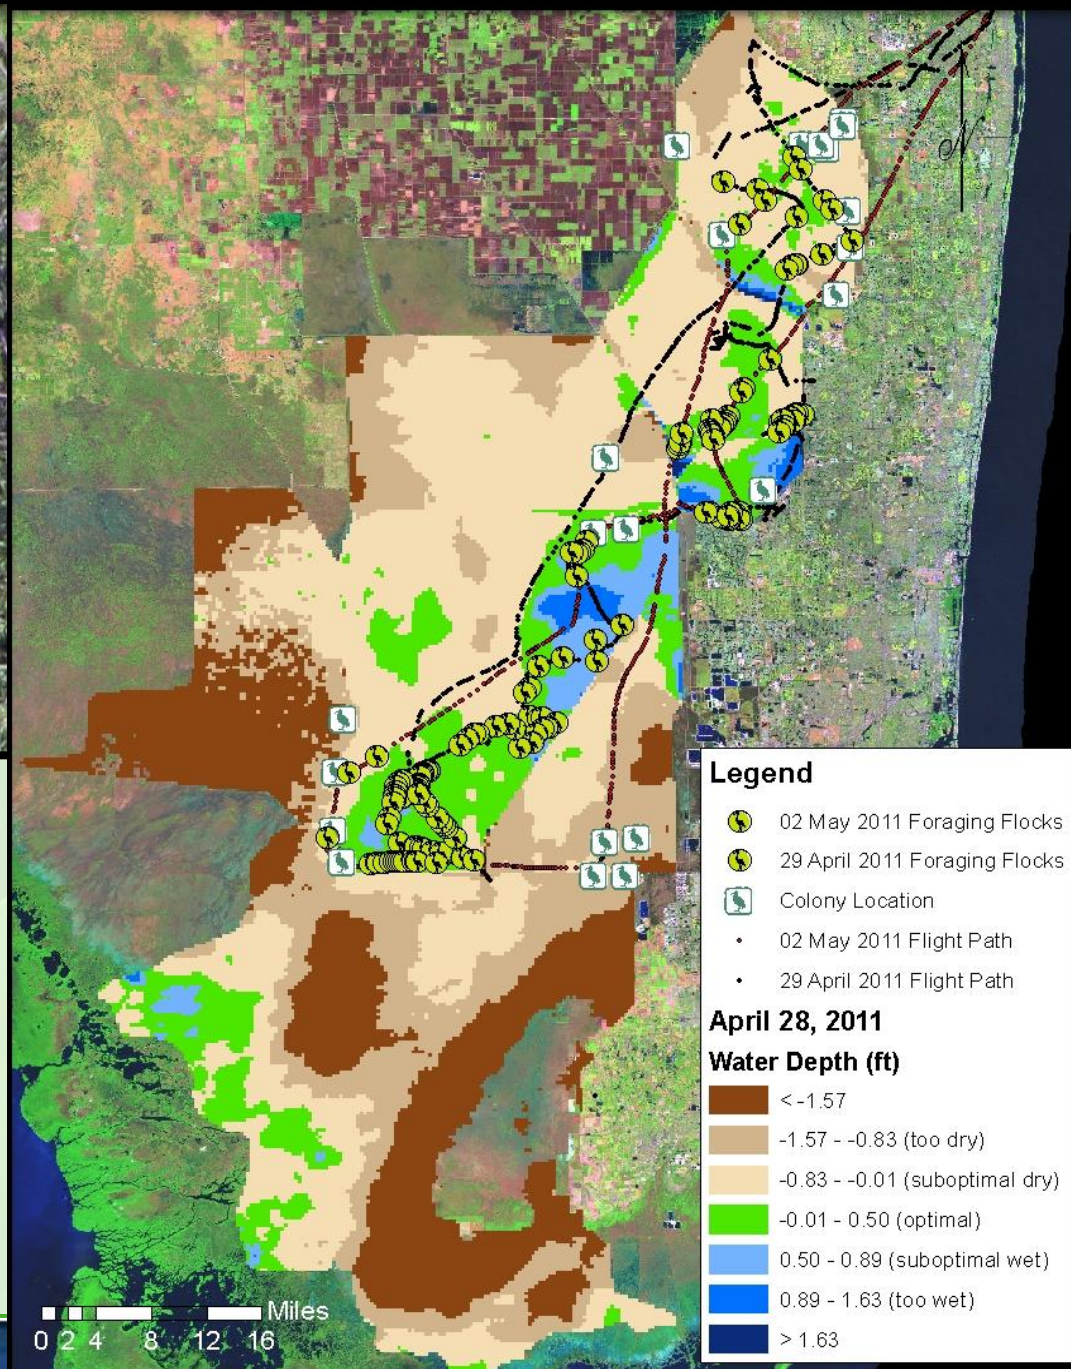 N
Legend
02 May 2011 Foraging Flocks
29 April 2011 Foraging Flocks
Colony Location
02 May 2011 Flight Path
29 April 2011 Flight Path
April 28, 2011
Water Depth (ft)
< -1.57
-1.57 - -0.83 (too dry)
-0.83 - -0.01 (suboptimal dry)
-0.01 - 0.50 (optimal)
0.50 - 0.89 (suboptimal wet)
0.89 - 1.63 (too wet)
> 1.63
Miles
0 2 4 8 12 16